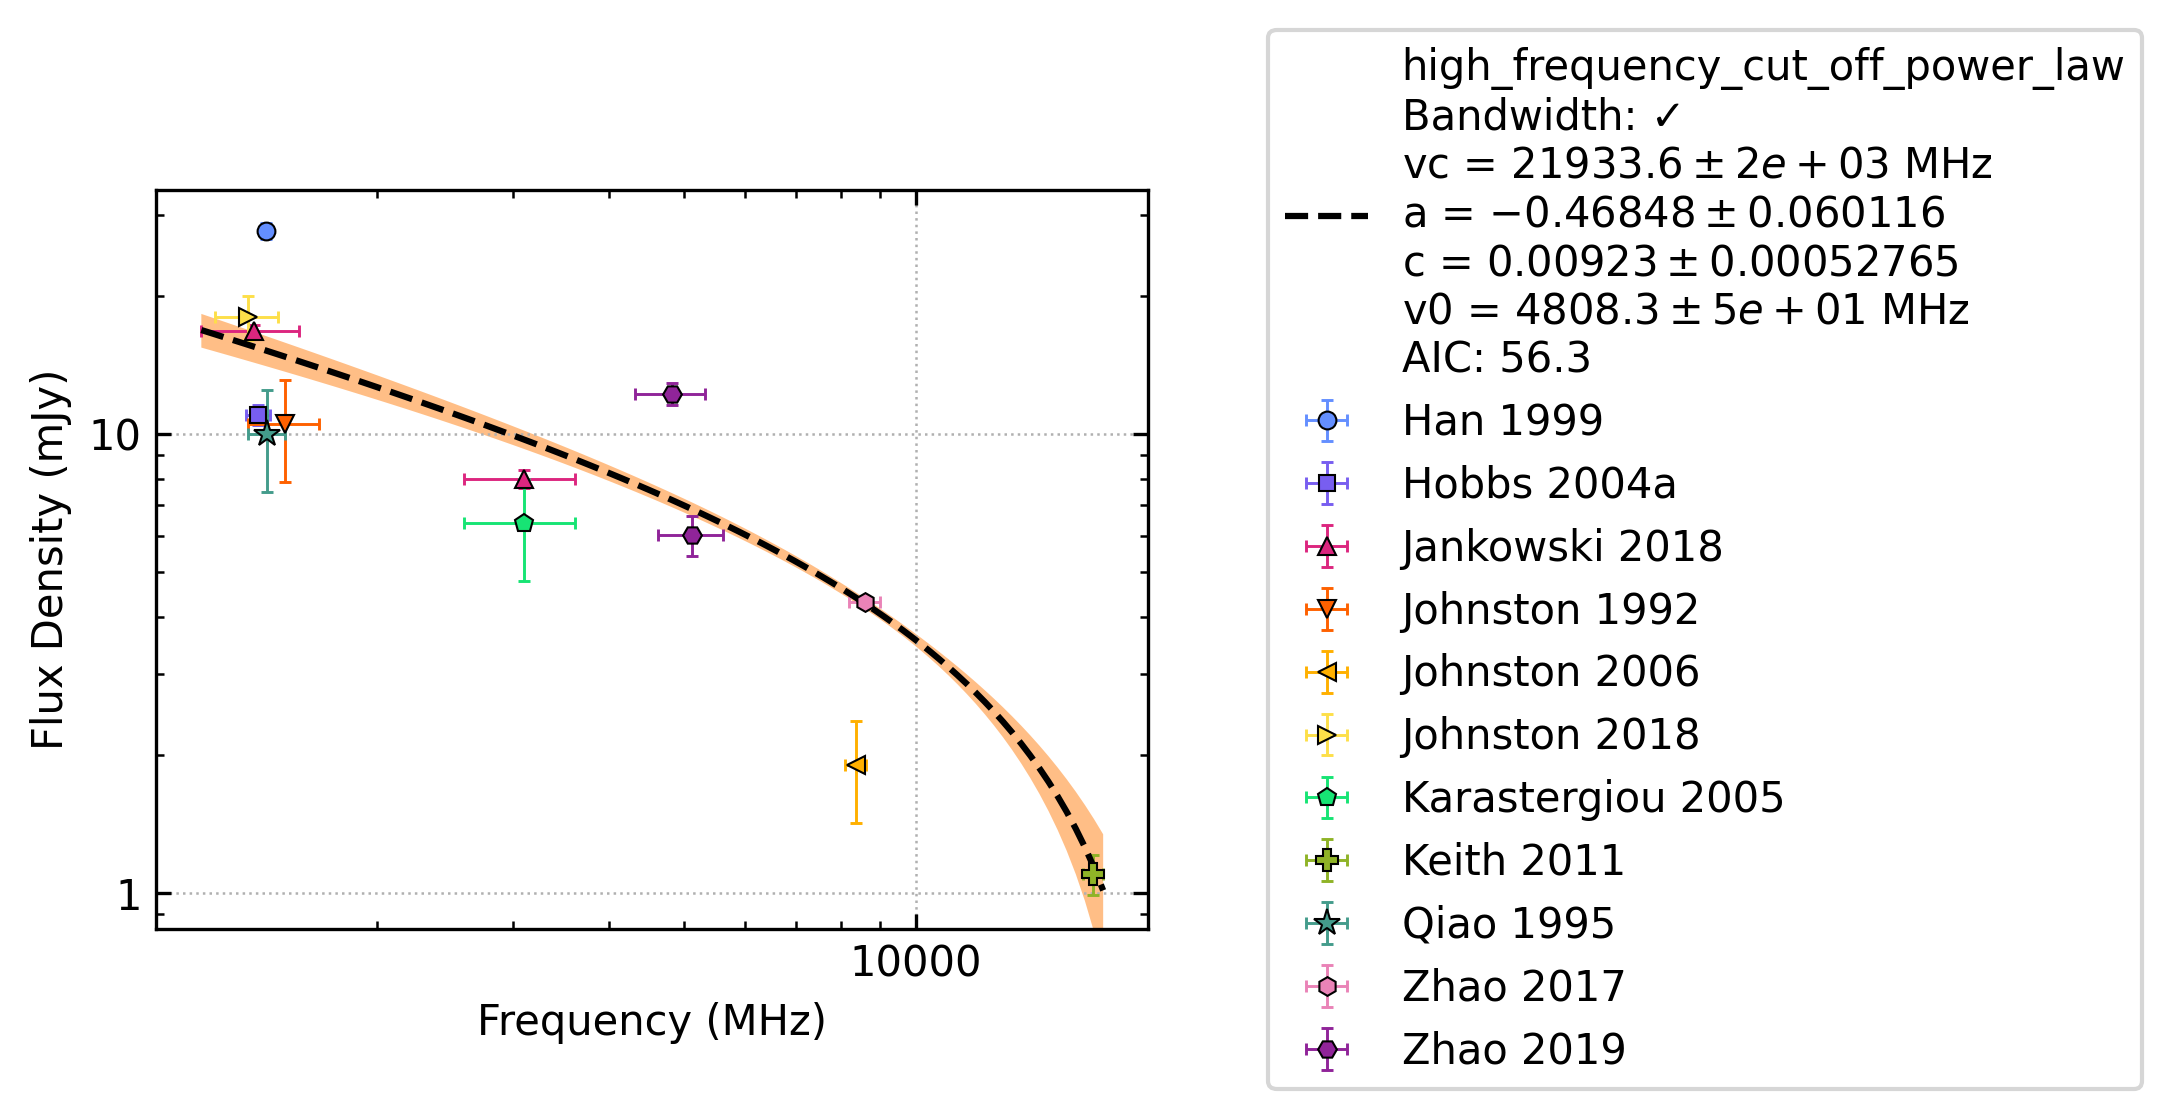 high_frequency_cut_off_power_law
Bandwidth: ✓
vc = 21933.6 ± 2e + 03 MHz
a = −0.46848 ± 0.060116
c = 0.00923 ± 0.00052765
v0 = 4808.3 ± 5e + 01 MHz
AIC: 56.3
Han 1999
Hobbs 2004a
Jankowski 2018
Johnston 1992
Johnston 2006
Johnston 2018
Karastergiou 2005
Keith 2011
Qiao 1995
Zhao 2017
Zhao 2019
Flux Density (mJy)
10
1
10000
Frequency (MHz)